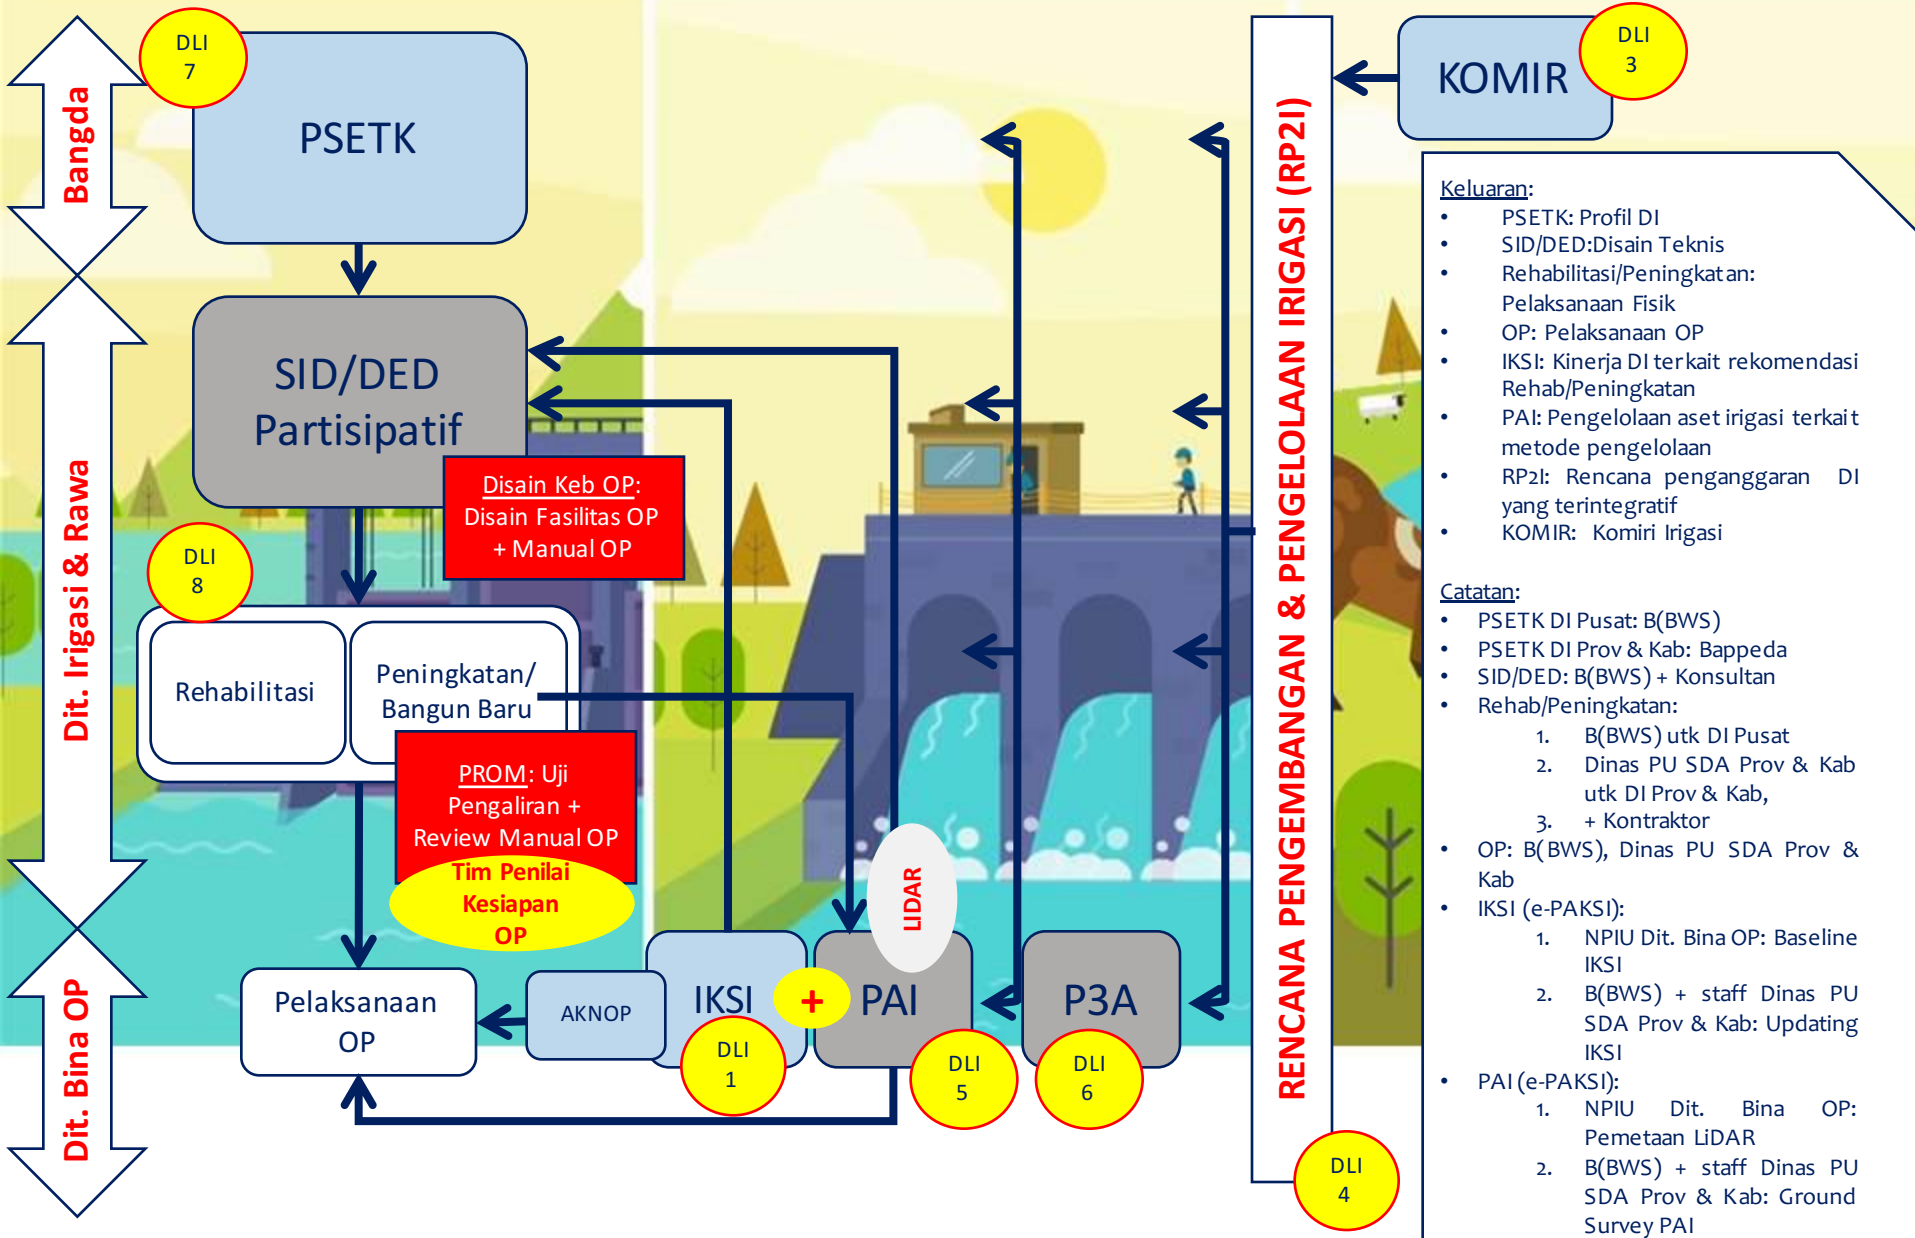 Bangda
Dit. Irigasi & Rawa
Dit. Bina OP
DLI
7
PSETK
SID/DED
Partisipatif
Disain Keb OP:
Disain Fasilitas OP
+ Manual OP
DLI
8
Rehabilitasi
Peningkatan/
Bangun Baru
PROM: Uji
Pengaliran +
Review Manual OP
Tim Penilai
Kesiapan
OP
Pelaksanaan
OP
AKNOP
IKSI
+
PAI
LIDAR
P3A
DLI
1
DLI
5
DLI
6
RENCANA PENGEMBANGAN & PENGELOLAAN IRIGASI (RP2I)
DLI
4
KOMIR
DLI
3
Keluaran:
• PSETK: Profil DI
• SID/DED:Disain Teknis
• Rehabilitasi/Peningkatan:
Pelaksanaan Fisik
• OP: Pelaksanaan OP
• IKSI: Kinerja DI terkait rekomendasi
Rehab/Peningkatan
• PAI: Pengelolaan aset irigasi terkait
metode pengelolaan
• RP2I: Rencana penganggaran DI
yang terintegratif
• KOMIR: Komiri Irigasi
Catatan:
• PSETK DI Pusat: B(BWS)
• PSETK DI Prov & Kab: Bappeda
• SID/DED: B(BWS) + Konsultan
• Rehab/Peningkatan:
1. B(BWS) utk DI Pusat
2. Dinas PU SDA Prov & Kab
utk DI Prov & Kab,
3. + Kontraktor
• OP: B(BWS), Dinas PU SDA Prov &
Kab
• IKSI (e-PAKSI):
1. NPIU Dit. Bina OP: Baseline
IKSI
2. B(BWS) + staff Dinas PU
SDA Prov & Kab: Updating
IKSI
• PAI (e-PAKSI):
1. NPIU Dit. Bina OP:
Pemetaan LiDAR
2. B(BWS) + staff Dinas PU
SDA Prov & Kab: Ground
Survey PAI